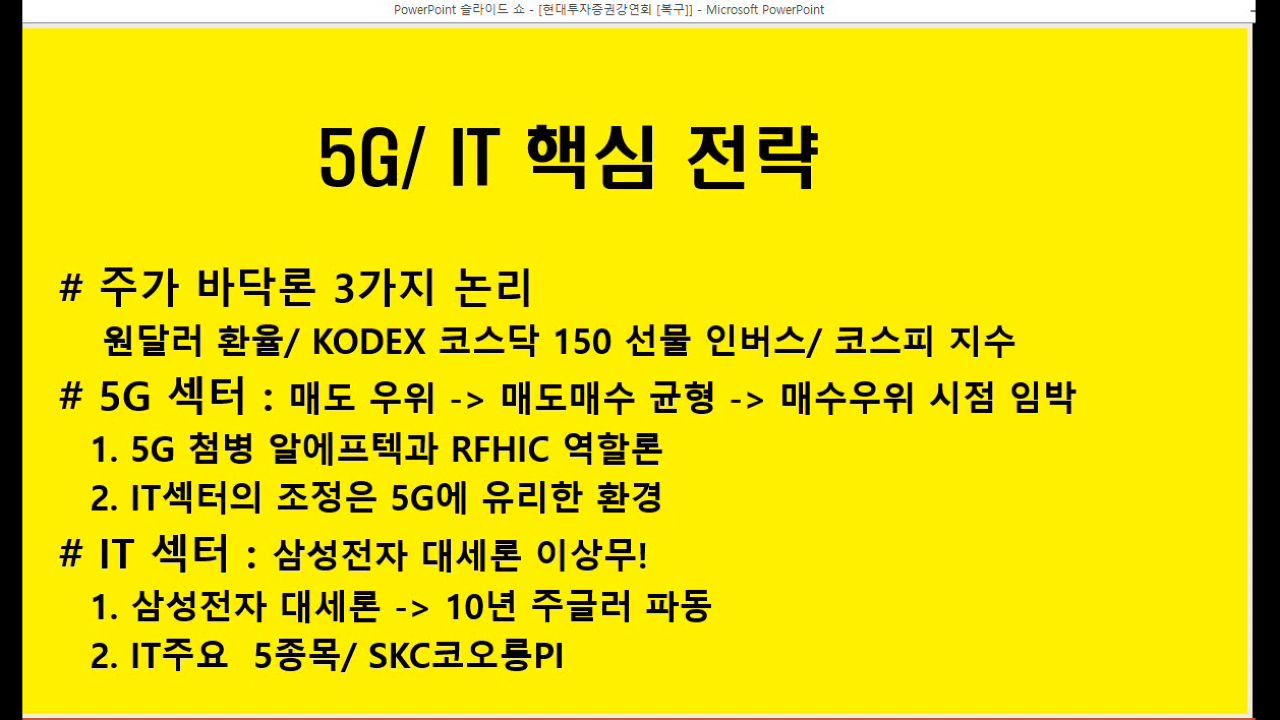 PowerPoint 슬라이드 쇼 - [현대투자증권강연회 [복구]] - Microsoft PowerPoint
5G/ IT 핵심 전략
# 주가 바닥론 3가지 논리
원달러 환율/ KODEX 코스닥 150 선물 인버스/ 코스피 지수
# 5G 섹터 : 매도 우위 -> 매도매수 균형 -> 매수우위 시점 임박
1. 5G 첨병 알에프텍과 RFHIC 역할론
2. IT섹터의 조정은 5G에 유리한 환경
# IT 섹터 : 삼성전자 대세론 이상무!
1. 삼성전자 대세론 -> 10년 주글러 파동
2. IT주요 5종목/ SKC코오롱PI